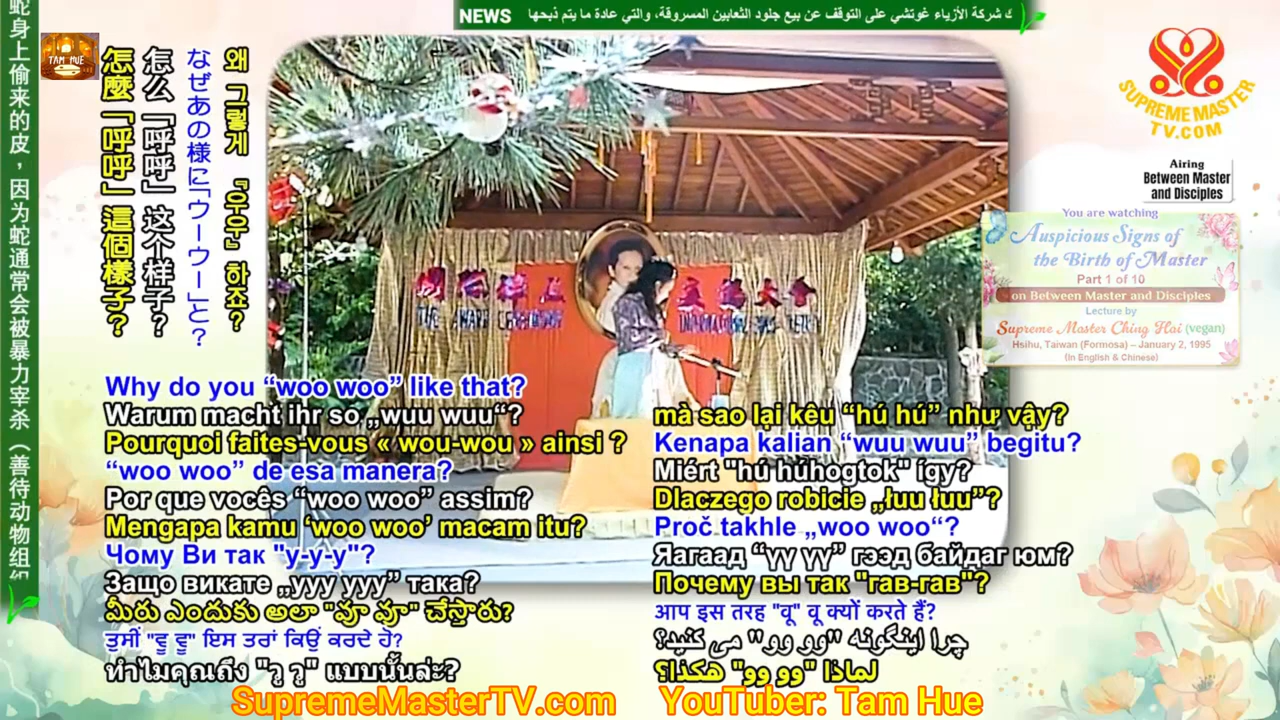 NEWS ك شركة الأزياء غوتشي على التوقف عن بيع جلود الثعابين المسروقة، والتي عادة ما يتم ذبحها
蛇身上偷来的皮，因为蛇通常会被暴力宰杀（善待动物组织
TAM HUE
왜 그렇게 『우우』 하죠?
なぜあの様に「ウーウー」と?
怎么「呼呼」这个样子?
怎麼「呼呼」這個樣子?
SUPREME MASTER
TV.COM
Airing
Between Master
and Disciples
You are watching
Auspicious Signs of
the Birth of Master
Part 1 of 10
on Between Master and Disciples
Lecture by
Supreme Master Ching Hai (vegan)
Hsihu, Taiwan (Formosa) – January 2, 1995
(In English & Chinese)
Why do you “woo woo” like that?
Warum macht ihr so „wuu wuu“?
Pourquoi faites-vous « wou-wou » ainsi ?
“woo woo” de esa manera?
Por que vocês “woo woo” assim?
Mengapa kamu ‘woo woo’ macam itu?
Чому Ви так "у-у-у"?
Защо викате „ууу ууу” така?
మీరు ఎందుకు అలా "వూ వూ" చేస్తారు?
ਤੁਸੀਂ "ਵੂ ਵੂ" ਇਸ ਤਰਾਂ ਕਿਉਂ ਕਰਦੇ ਹੋ?
ทำไมคุณถึง "วู วู" แบบนั้นล่ะ?
mà sao lại kêu “hú hú” như vậy?
Kenapa kalian “wuu wuu” begitu?
Miért "hú húhogtok" így?
Dlaczego robicie „łuu łuu”?
Proč takhle „woo woo“?
Яагаад “үү үү” гээд байдаг юм?
Почему вы так "гав-гав"?
आप इस तरह "वू" वू क्यों करते हैं?
چرا اینگونه "وو وو" می کنید؟
لماذا "وو وو" هكذا؟
SupremeMasterTV.com YouTuber: Tam Hue